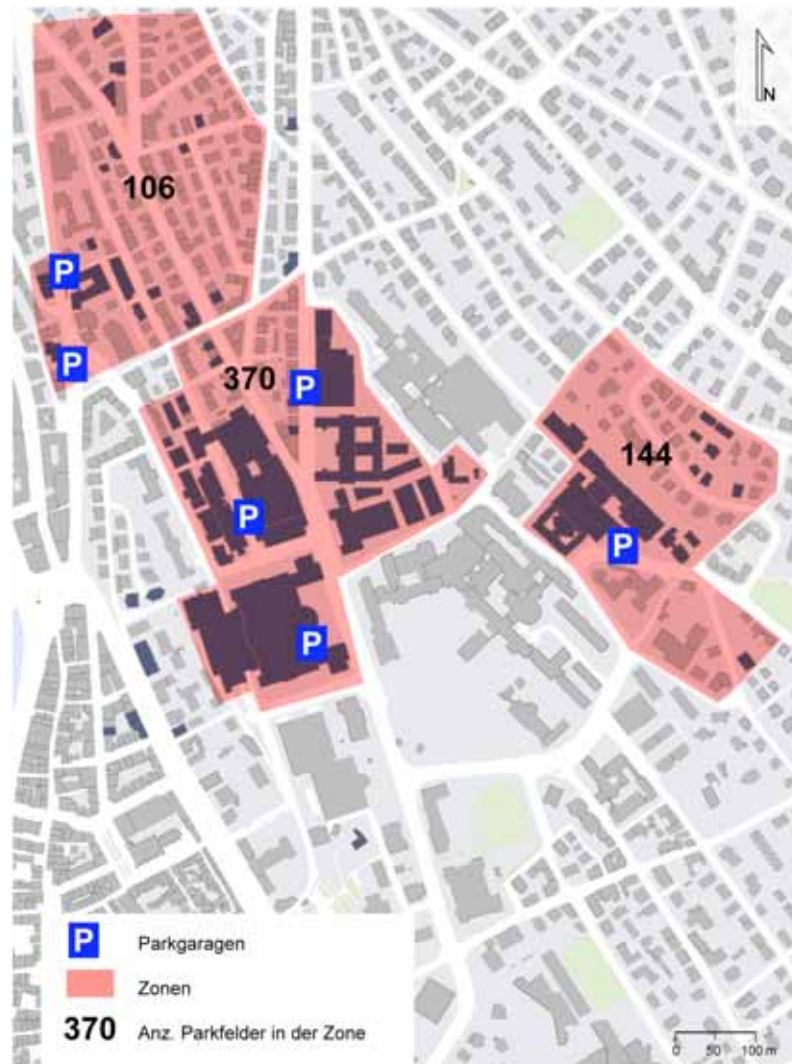 N
106
P
P
370
P
144
P
P
P
P Parkgaragen
Zonen
370 Anz. Parkfelder in der Zone
0 50 100 m